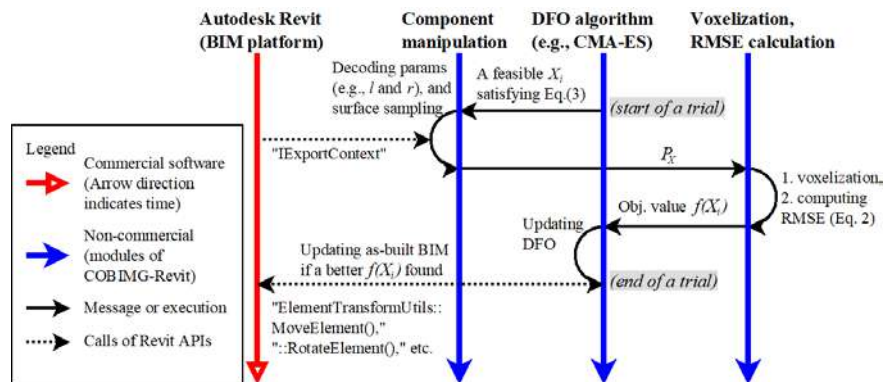 Autodesk Revit
(BIM platform)
Component
manipulation
DFO algorithm
(e.g., CMA-ES)
Voxelization,
RMSE calculation
Decoding params
(e.g., l and r), and
surface sampling
A feasible Xi
satisfying Eq.(3)
(start of a trial)
"IExportContext"
PX
1. voxelization,
2. computing
RMSE (Eq. 2)
Obj. value f(Xi)
Updating
DFO
Updating as-built BIM
if a better f(Xi) found
(end of a trial)
"ElementTransformUtils::
MoveElement(),"
"::RotateElement()," etc.
Legend
Commercial software
(Arrow direction
indicates time)
Non-commercial
(modules of
COBIMG-Revit)
Message or execution
Calls of Revit APIs